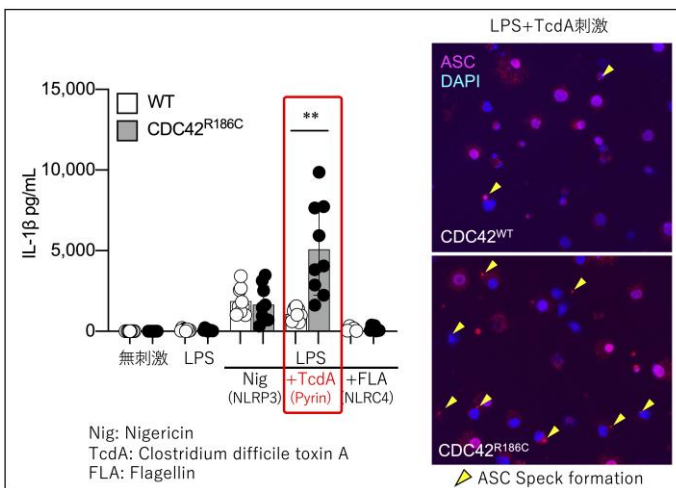 LPS+TcdA刺激
15,000
10,000
5,000
0
IL-1β pg/mL
WT
CDC42R186C
**
無刺激
LPS
LPS
Nig
(NLRP3)
+TcdA
(Pyrin)
+FLA
(NLRC4)
Nig: Nigericin
TcdA: Clostridium difficile toxin A
FLA: Flagellin
ASC
DAPI
CDC42WT
CDC42R186C
ASC Speck formation